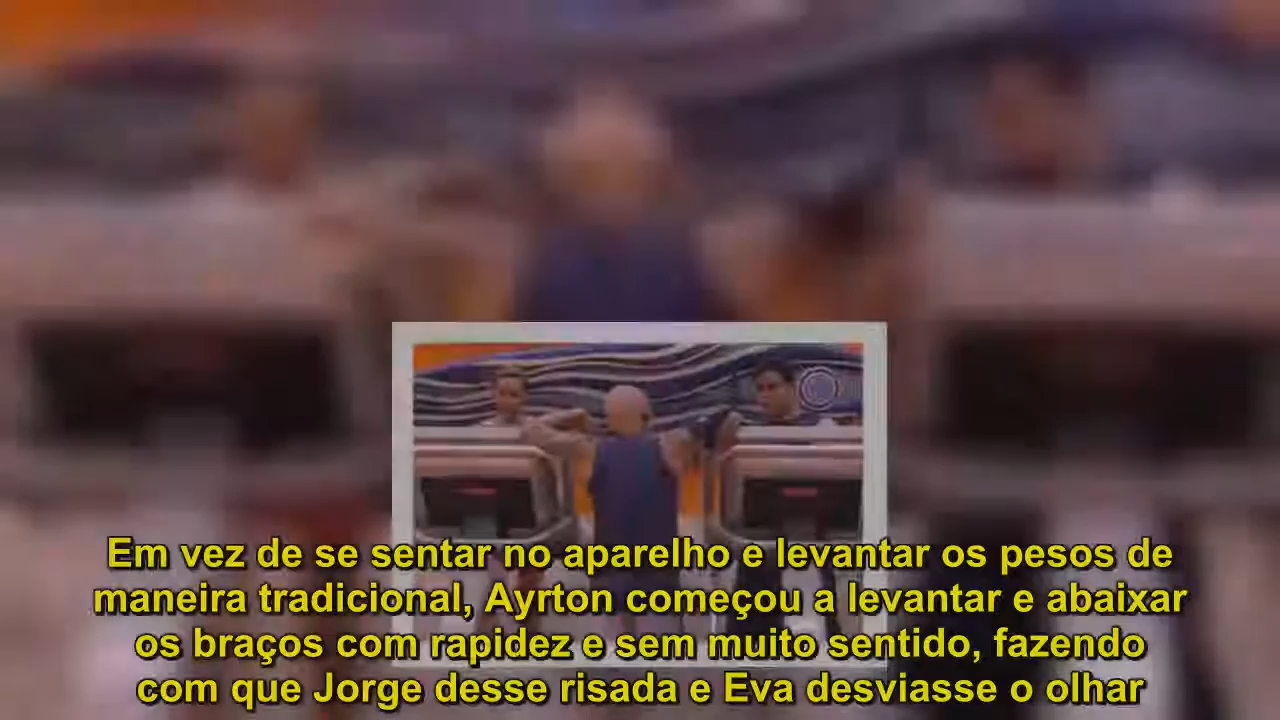 Em vez de se sentar no aparelho e levantar os pesos de
maneira tradicional, Ayrton começou a levantar e abaixar
os braços com rapidez e sem muito sentido, fazendo
com que Jorge desse risada e Eva desviasse o olhar